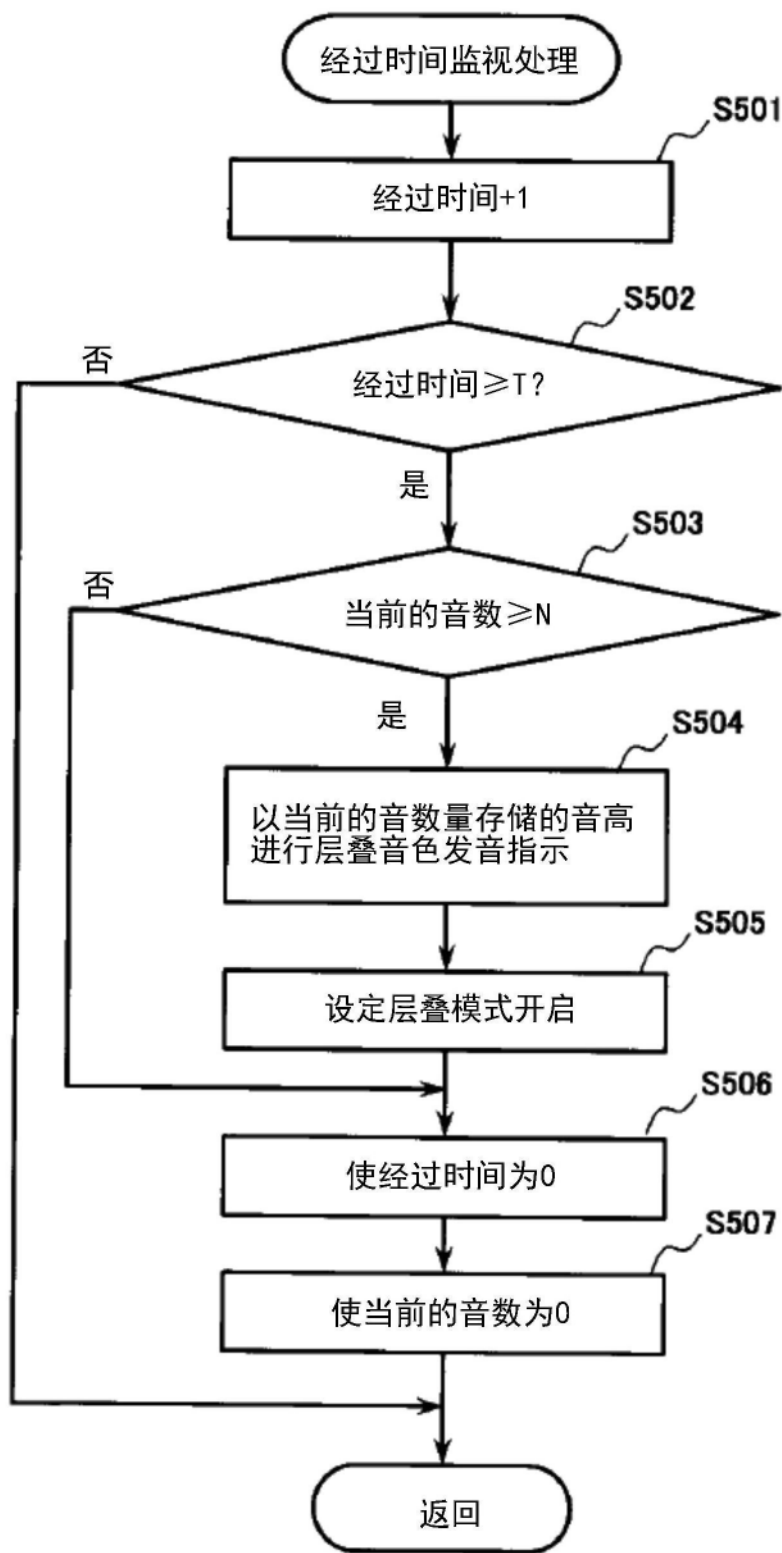 经过时间监视处理
S501
经过时间+1
S502
否
经过时间≥T?
是
S503
否
当前的音数≥N
是
S504
以当前的音数量存储的音高
进行层叠音色发音指示
S505
设定层叠模式开启
S506
使经过时间为0
S507
使当前的音数为0
返回